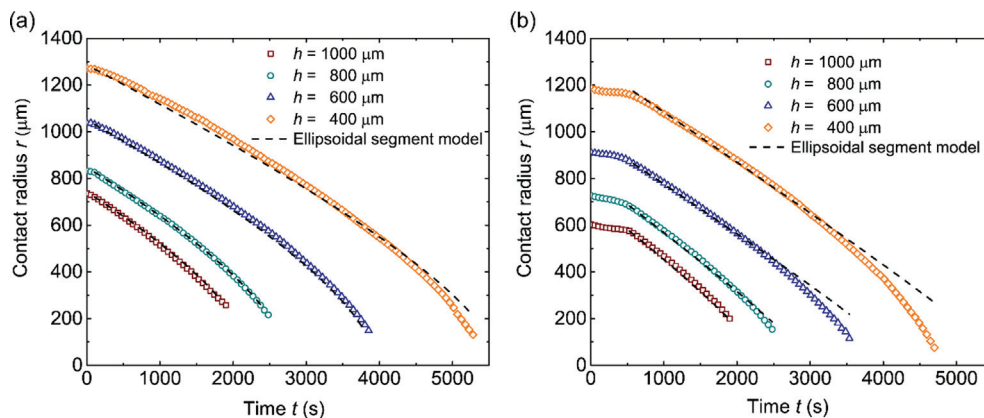 (a)
1400
1200
1000
800
600
400
200
0
Contact radius r (μm)
h = 1000 μm
h = 800 μm
h = 600 μm
h = 400 μm
Ellipsoidal segment model
0 1000 2000 3000 4000 5000
Time t (s)
(b)
1400
1200
1000
800
600
400
200
0
Contact radius r (μm)
h = 1000 μm
h = 800 μm
h = 600 μm
h = 400 μm
Ellipsoidal segment model
0 1000 2000 3000 4000 5000
Time t (s)